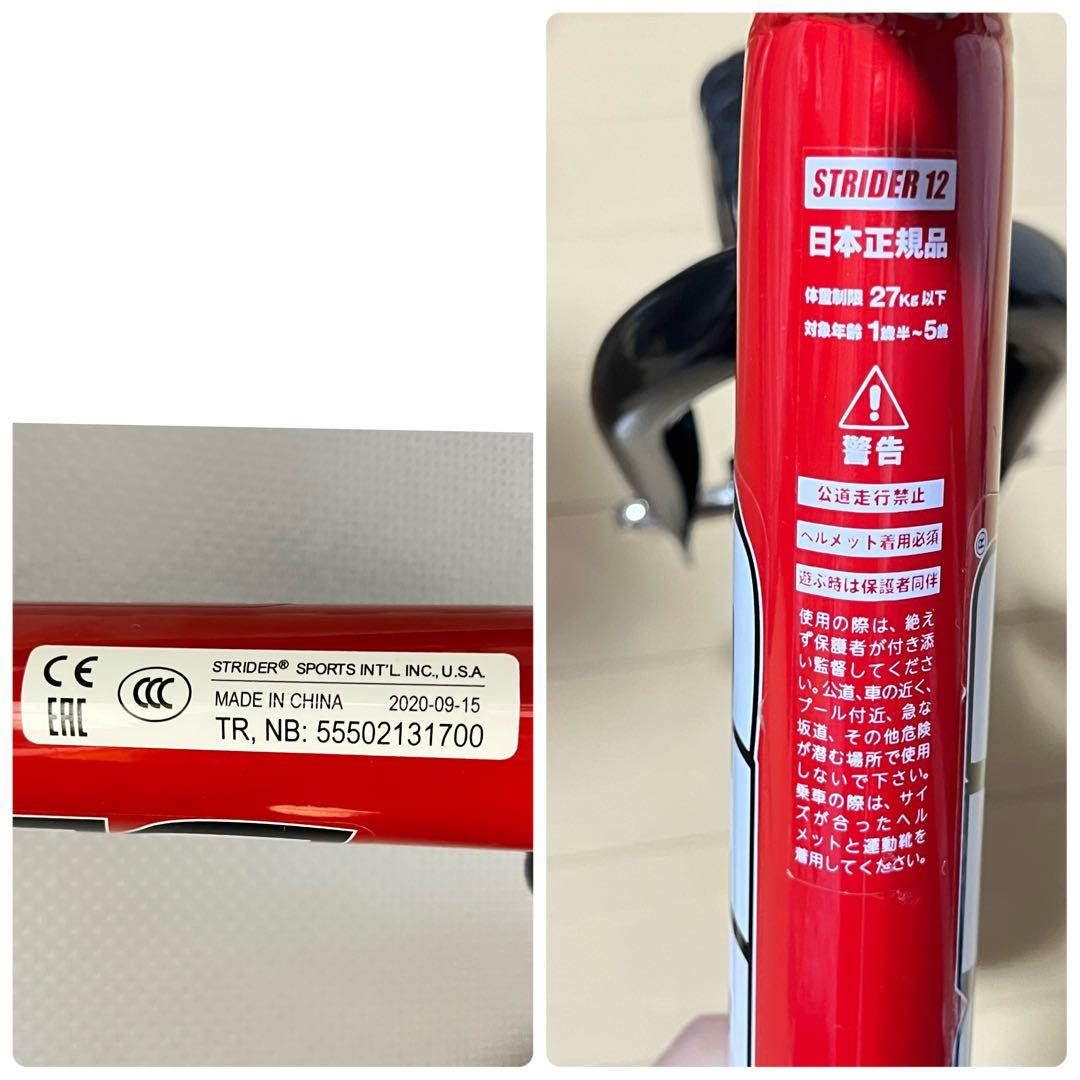 CE
EAC
CCC
STRIDER® SPORTS INT'L. INC., U.S.A.
MADE IN CHINA 2020-09-15
TR, NB: 55502131700
STRIDER 12
日本正規品
体重制限 27Kg以下
対象年齢 1歳半~5歳
!
警告
公道走行禁止
ヘルメット着用必須
遊ぶ時は保護者同伴
使用の際は、絶え
ず保護者が付き添
い監督してくださ
い。公道、車の近く、
プール付近、急な
坂道、その他危険
が潜む場所で使用
しないで下さい。
乗車の際は、サイ
ズが合ったヘル
メットと運動靴を
着用してください。
®